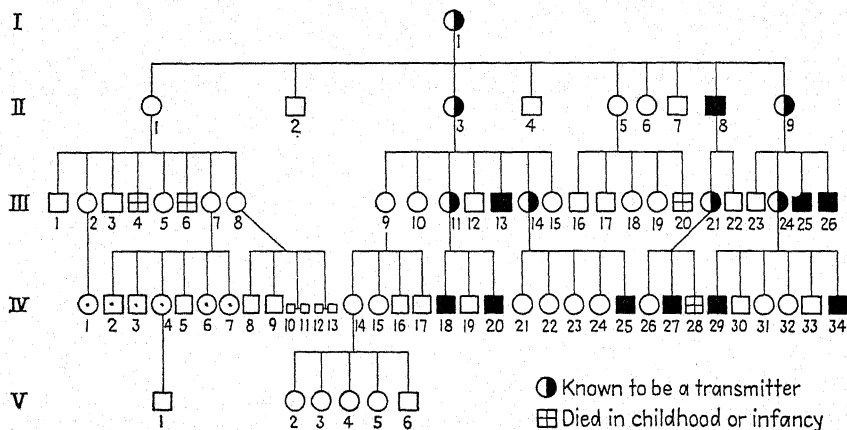 I
1
II
1 2 3 4 5 6 7 8 9
III
1 2 3 4 5 6 7 8 9 10 11 12 13 14 15 16 17 18 19 20 21 22 23 24 25 26
IV
1 2 3 4 5 6 7 8 9 10 11 12 13 14 15 16 17 18 19 20 21 22 23 24 25 26 27 28 29 30 31 32 33 34
Known to be a transmitter
V
1 2 3 4 5 6
Died in childhood or infancy